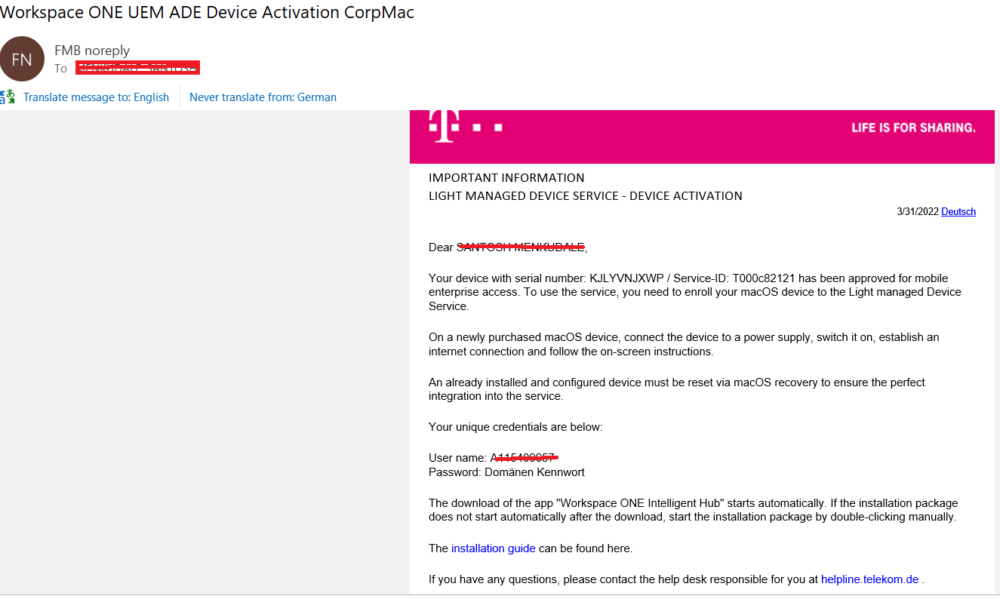 Workspace ONE UEM ADE Device Activation CorpMac
FN
FMB noreply
To
Translate message to: English
Never translate from: German
T
LIFE IS FOR SHARING.
IMPORTANT INFORMATION
LIGHT MANAGED DEVICE SERVICE - DEVICE ACTIVATION
3/31/2022 Deutsch
Dear
Your device with serial number: KJLYVNJXWP / Service-ID: T000c82121 has been approved for mobile
enterprise access. To use the service, you need to enroll your macOS device to the Light managed Device
Service.
On a newly purchased macOS device, connect the device to a power supply, switch it on, establish an
internet connection and follow the on-screen instructions.
An already installed and configured device must be reset via macOS recovery to ensure the perfect
integration into the service.
Your unique credentials are below:
User name:
Password: Domänen Kennwort
The download of the app "Workspace ONE Intelligent Hub" starts automatically. If the installation package
does not start automatically after the download, start the installation package by double-clicking manually.
The installation guide can be found here.
If you have any questions, please contact the help desk responsible for you at helpline.telekom.de .